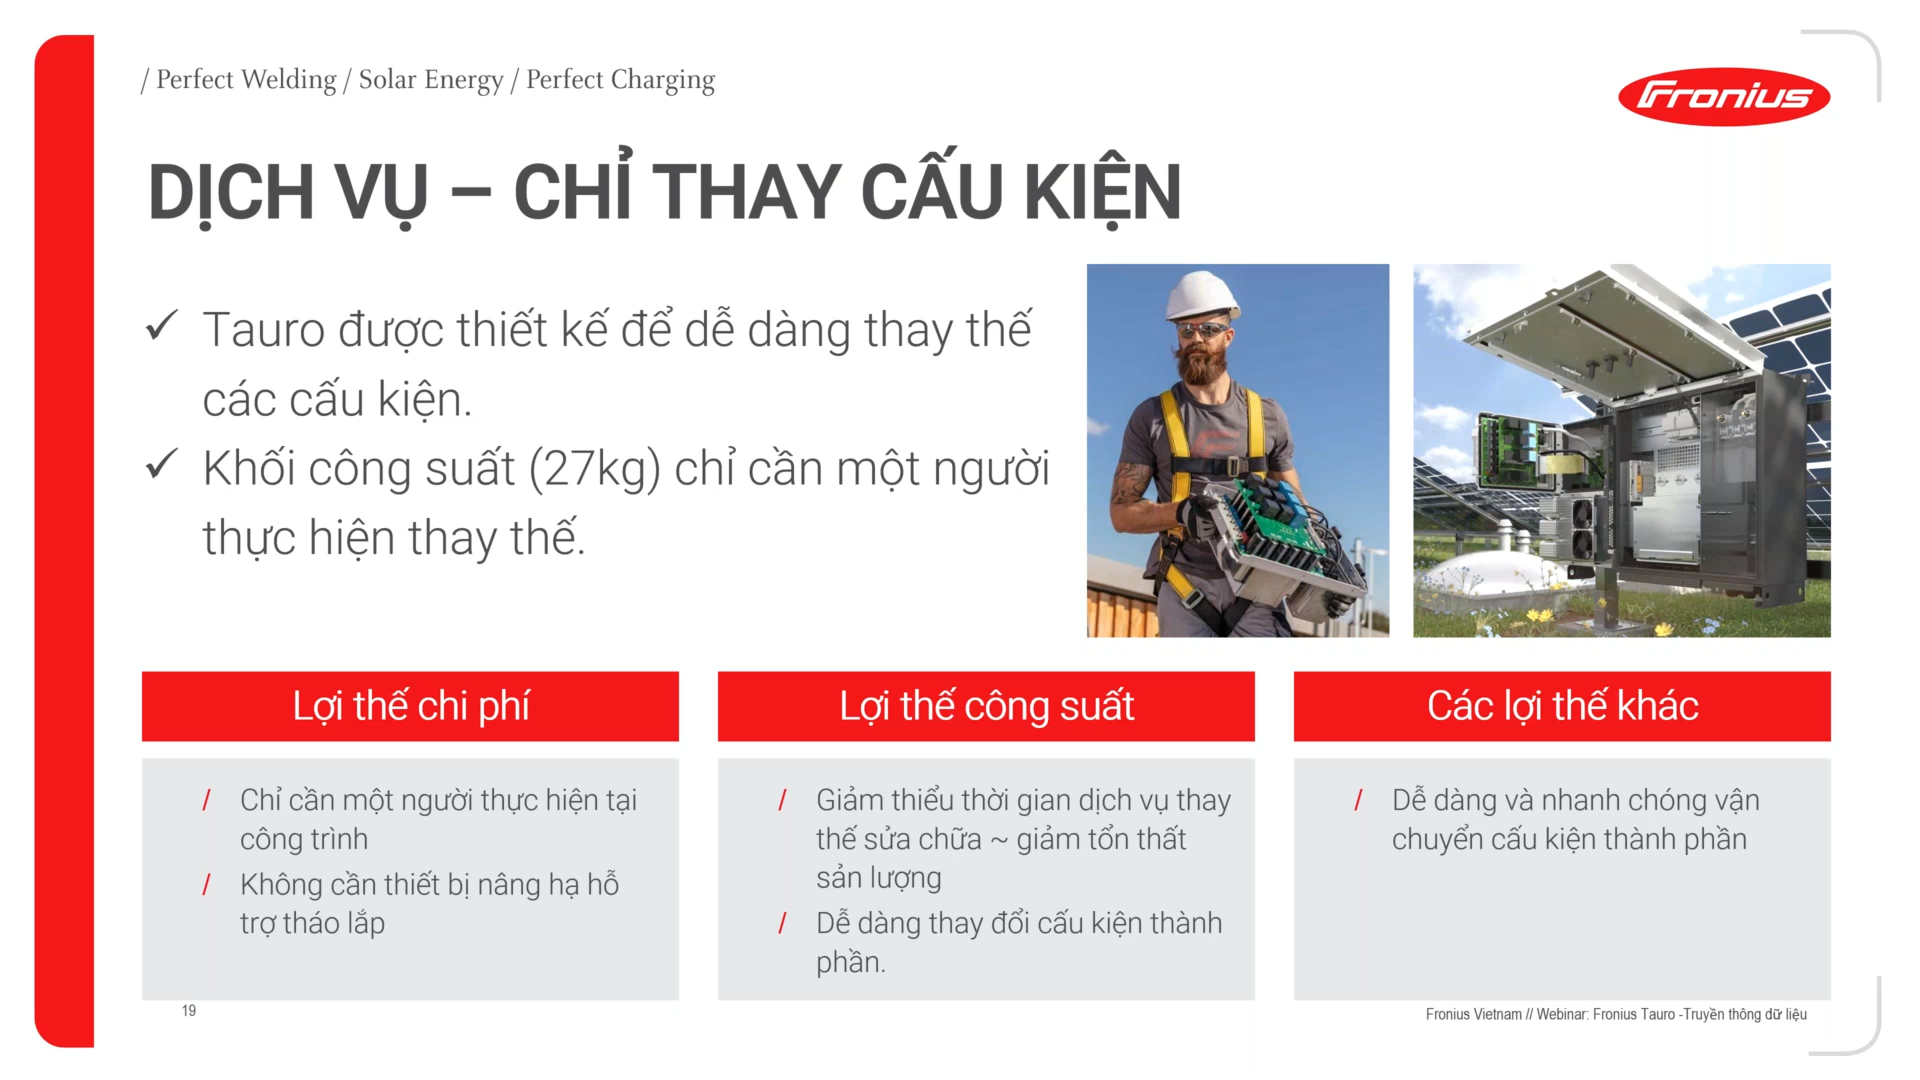 / Perfect Welding / Solar Energy / Perfect Charging
Fronius
DỊCH VỤ – CHỈ THAY CẤU KIỆN
✓ Tauro được thiết kế để dễ dàng thay thế
các cấu kiện.
✓ Khối công suất (27kg) chỉ cần một người
thực hiện thay thế.
Lợi thế chi phí
/ Chỉ cần một người thực hiện tại
công trình
/ Không cần thiết bị nâng hạ hỗ
trợ tháo lắp
Lợi thế công suất
/ Giảm thiểu thời gian dịch vụ thay
thế sửa chữa ~ giảm tổn thất
sản lượng
/ Dễ dàng thay đổi cấu kiện thành
phần.
Các lợi thế khác
/ Dễ dàng và nhanh chóng vận
chuyển cấu kiện thành phần
19
Fronius Vietnam // Webinar: Fronius Tauro -Truyền thông dữ liệu